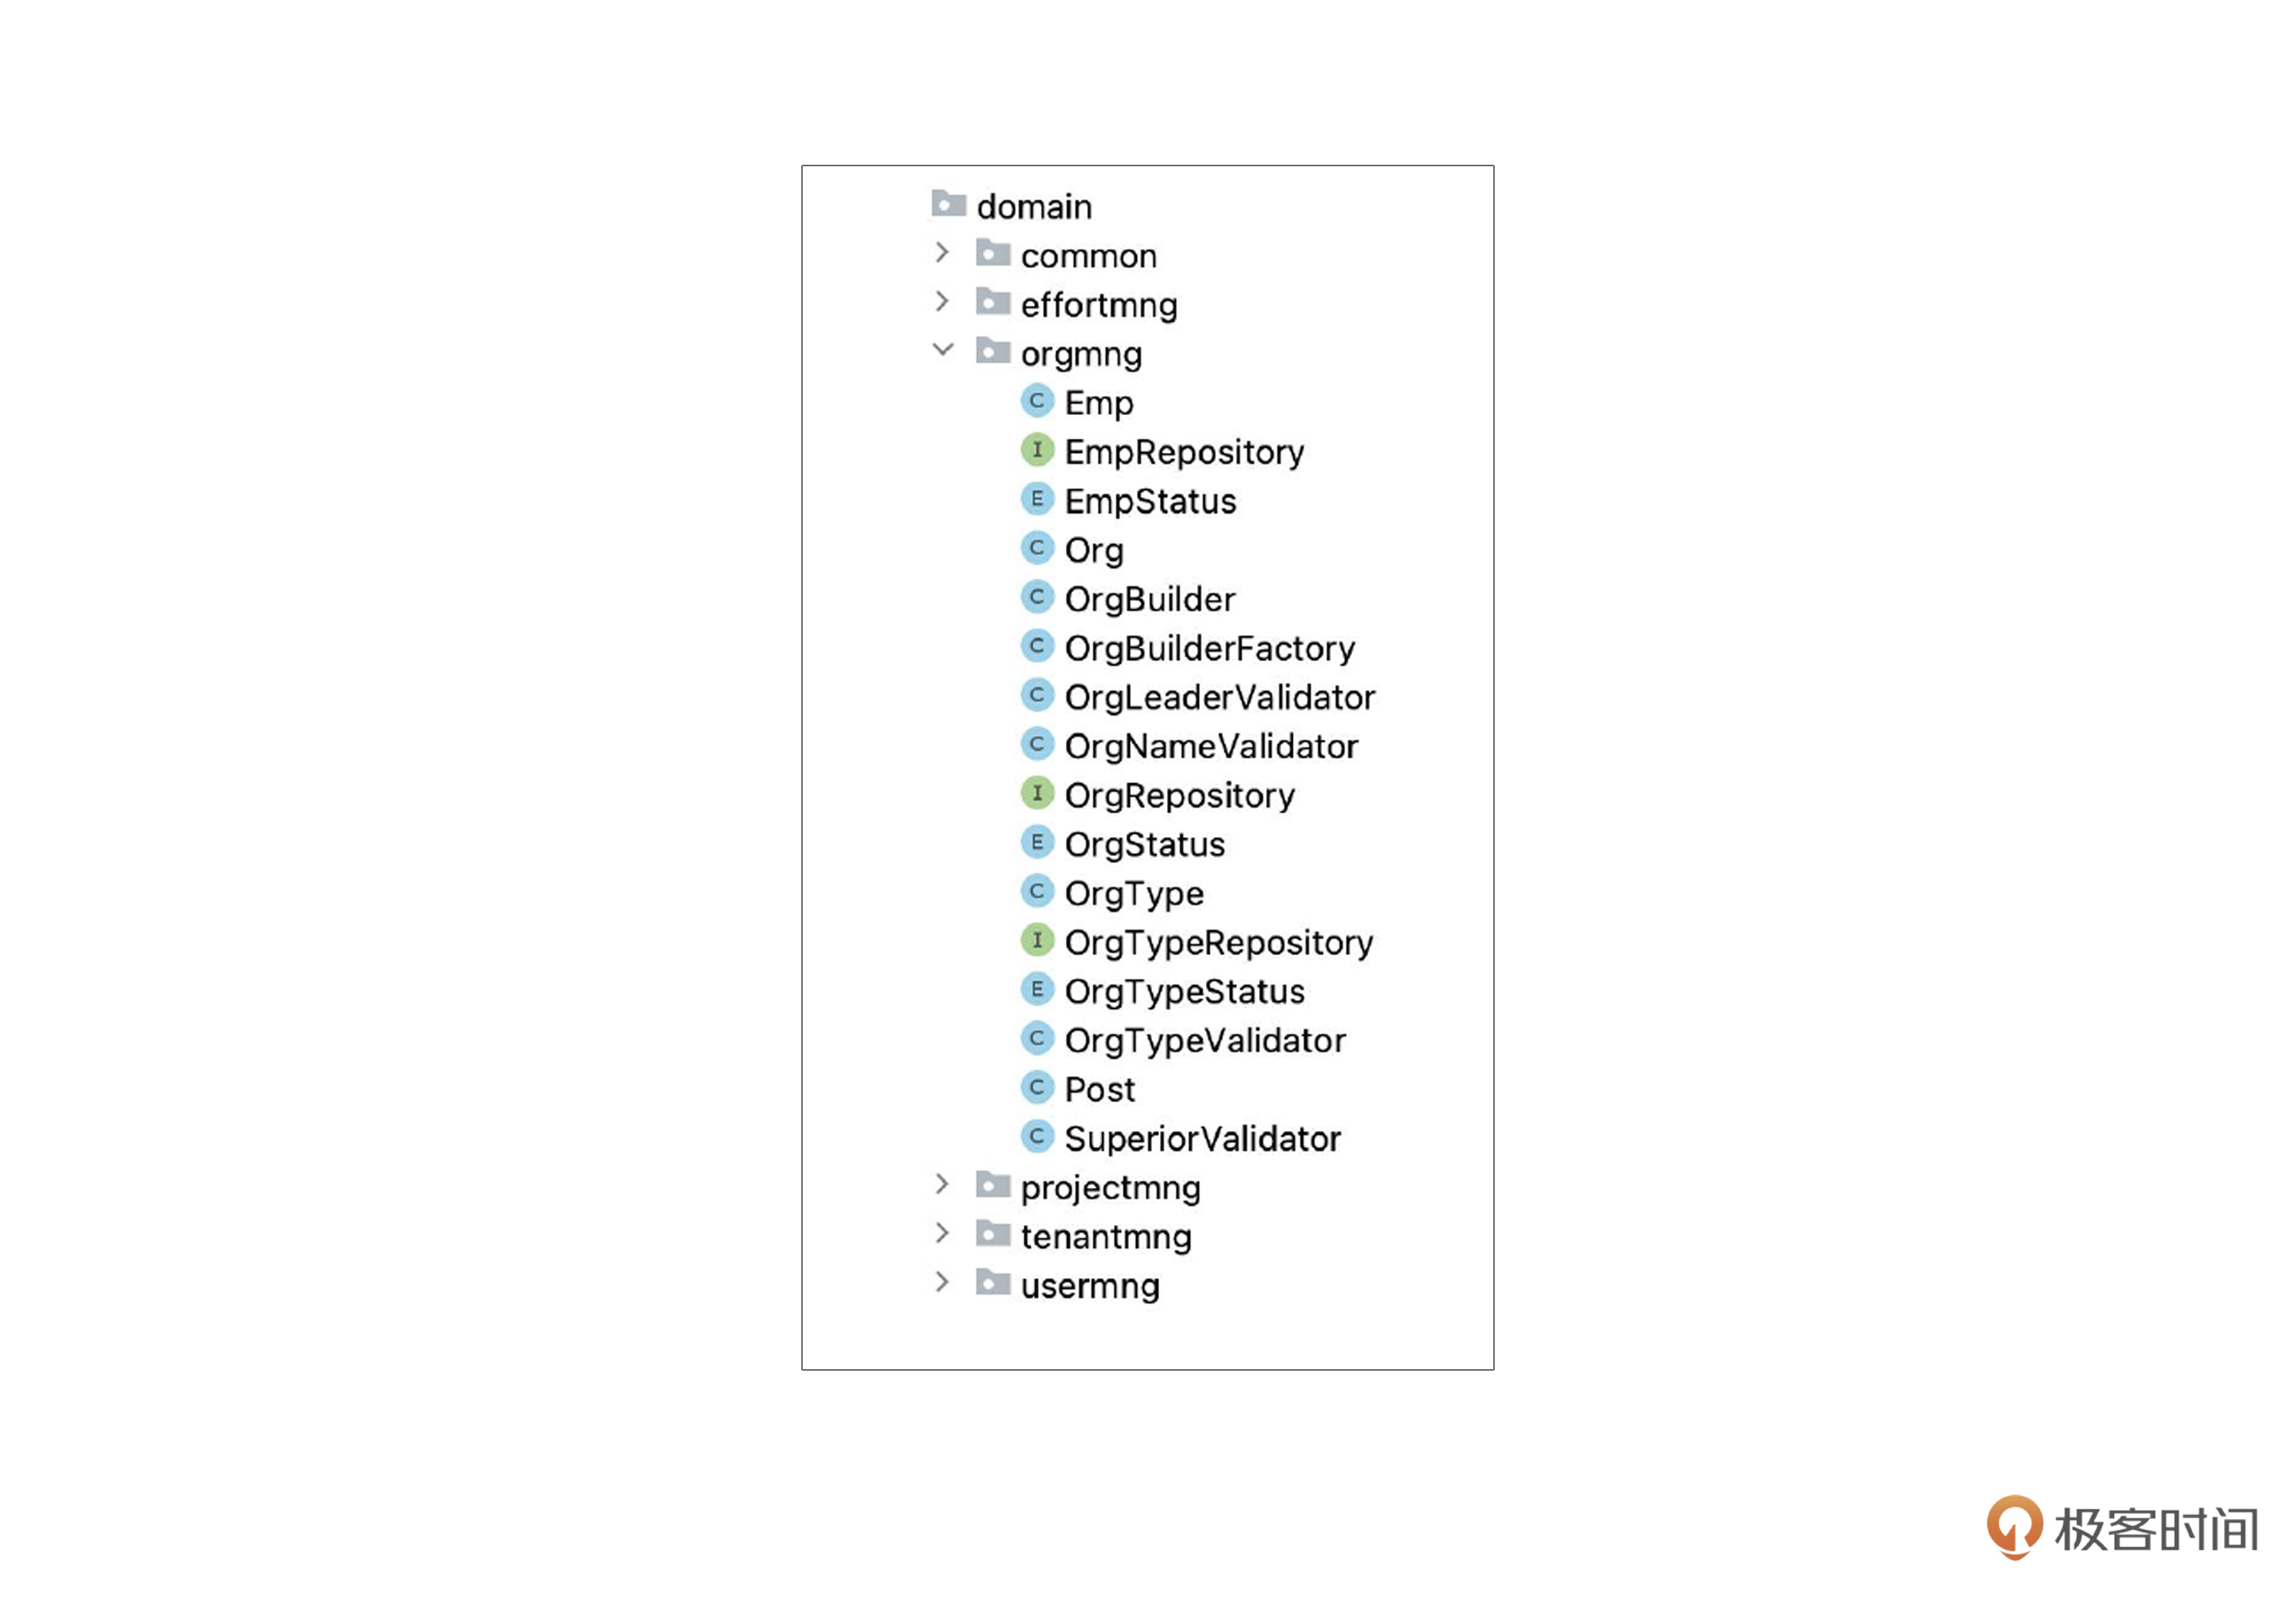 domain
common
effortmng
orgmng
C Emp
I EmpRepository
E EmpStatus
C Org
C OrgBuilder
C OrgBuilderFactory
C OrgLeaderValidator
C OrgNameValidator
I OrgRepository
E OrgStatus
C OrgType
I OrgTypeRepository
E OrgTypeStatus
C OrgTypeValidator
C Post
C SuperiorValidator
projectmng
tenantmng
usermng
极客时间